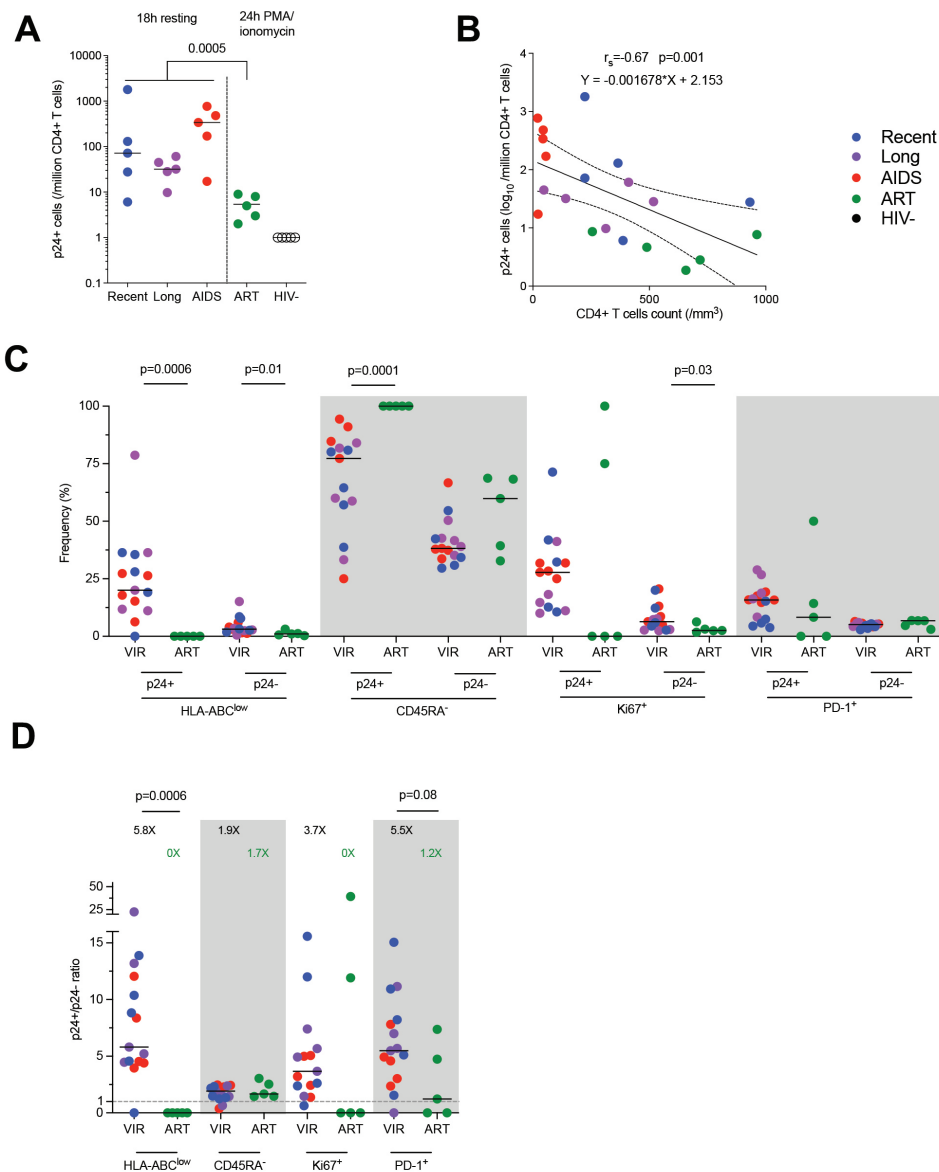 A
18h resting
24h PMA/
ionomycin
0.0005
p24+ cells (/million CD4+ T cells)
10000
1000
100
10
1
0.1
Recent Long AIDS ART HIV-
B
rs=-0.67 p=0.001
Y = -0.001678*X + 2.153
p24+ cells (log10 /million CD4+ T cells)
4
3
2
1
0
0 500 1000
CD4+ T cells count (/mm3)
Recent
Long
AIDS
ART
HIV-
C
p=0.0006 p=0.01 p=0.0001 p=0.03
Frequency (%)
100
75
50
25
0
VIR ART VIR ART VIR ART VIR ART VIR ART VIR ART VIR ART VIR ART
p24+ p24- p24+ p24- p24+ p24- p24+ p24-
HLA-ABClow CD45RA- Ki67+ PD-1+
D
p=0.0006 p=0.08
5.8X 1.9X 3.7X 5.5X
0X 1.7X 0X 1.2X
p24+/p24- ratio
50
25
15
10
5
1
0
VIR ART VIR ART VIR ART VIR ART
HLA-ABClow CD45RA- Ki67+ PD-1+